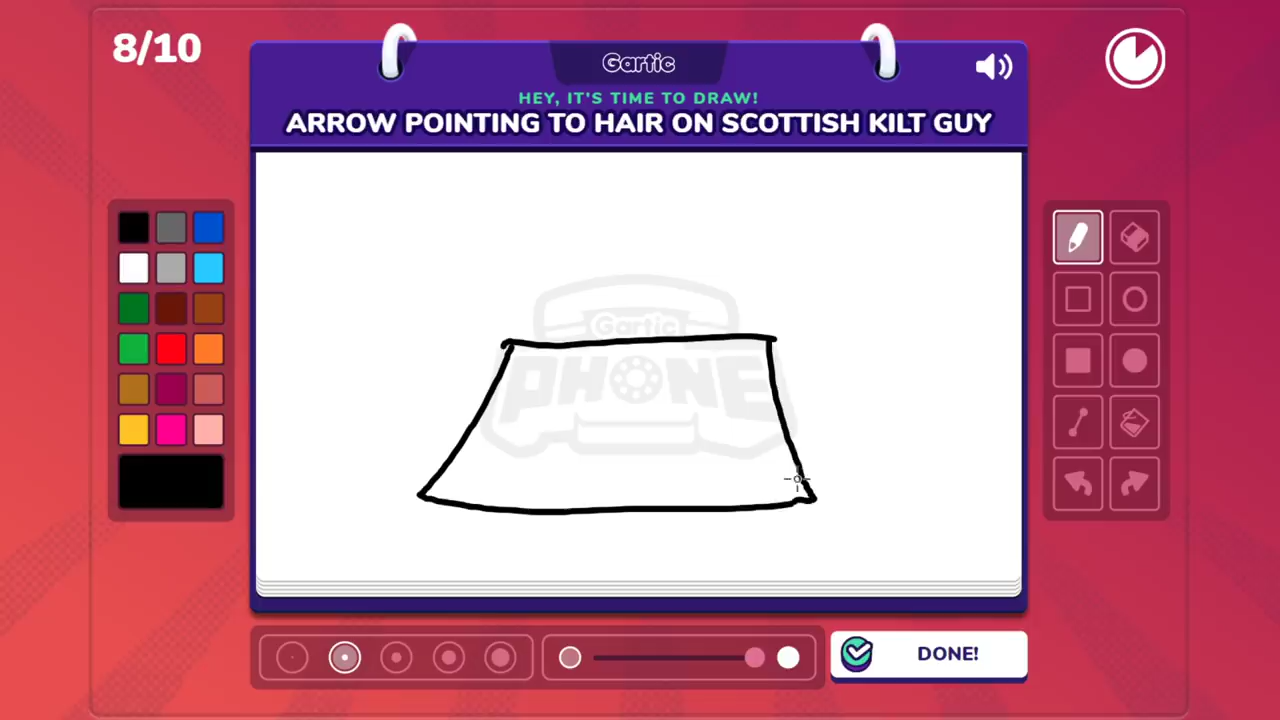 8/10
Gartic
HEY, IT'S TIME TO DRAW!
ARROW POINTING TO HAIR ON SCOTTISH KILT GUY
Gartic
PHONE
DONE!